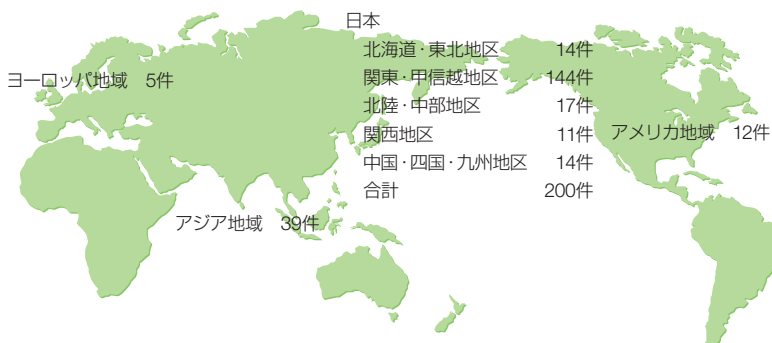 日本
北海道・東北地区 14件
ヨーロッパ地域 5件
関東・甲信越地区 144件
北陸・中部地区 17件
関西地区 11件
アメリカ地域 12件
中国・四国・九州地区 14件
合計 200件
アジア地域 39件